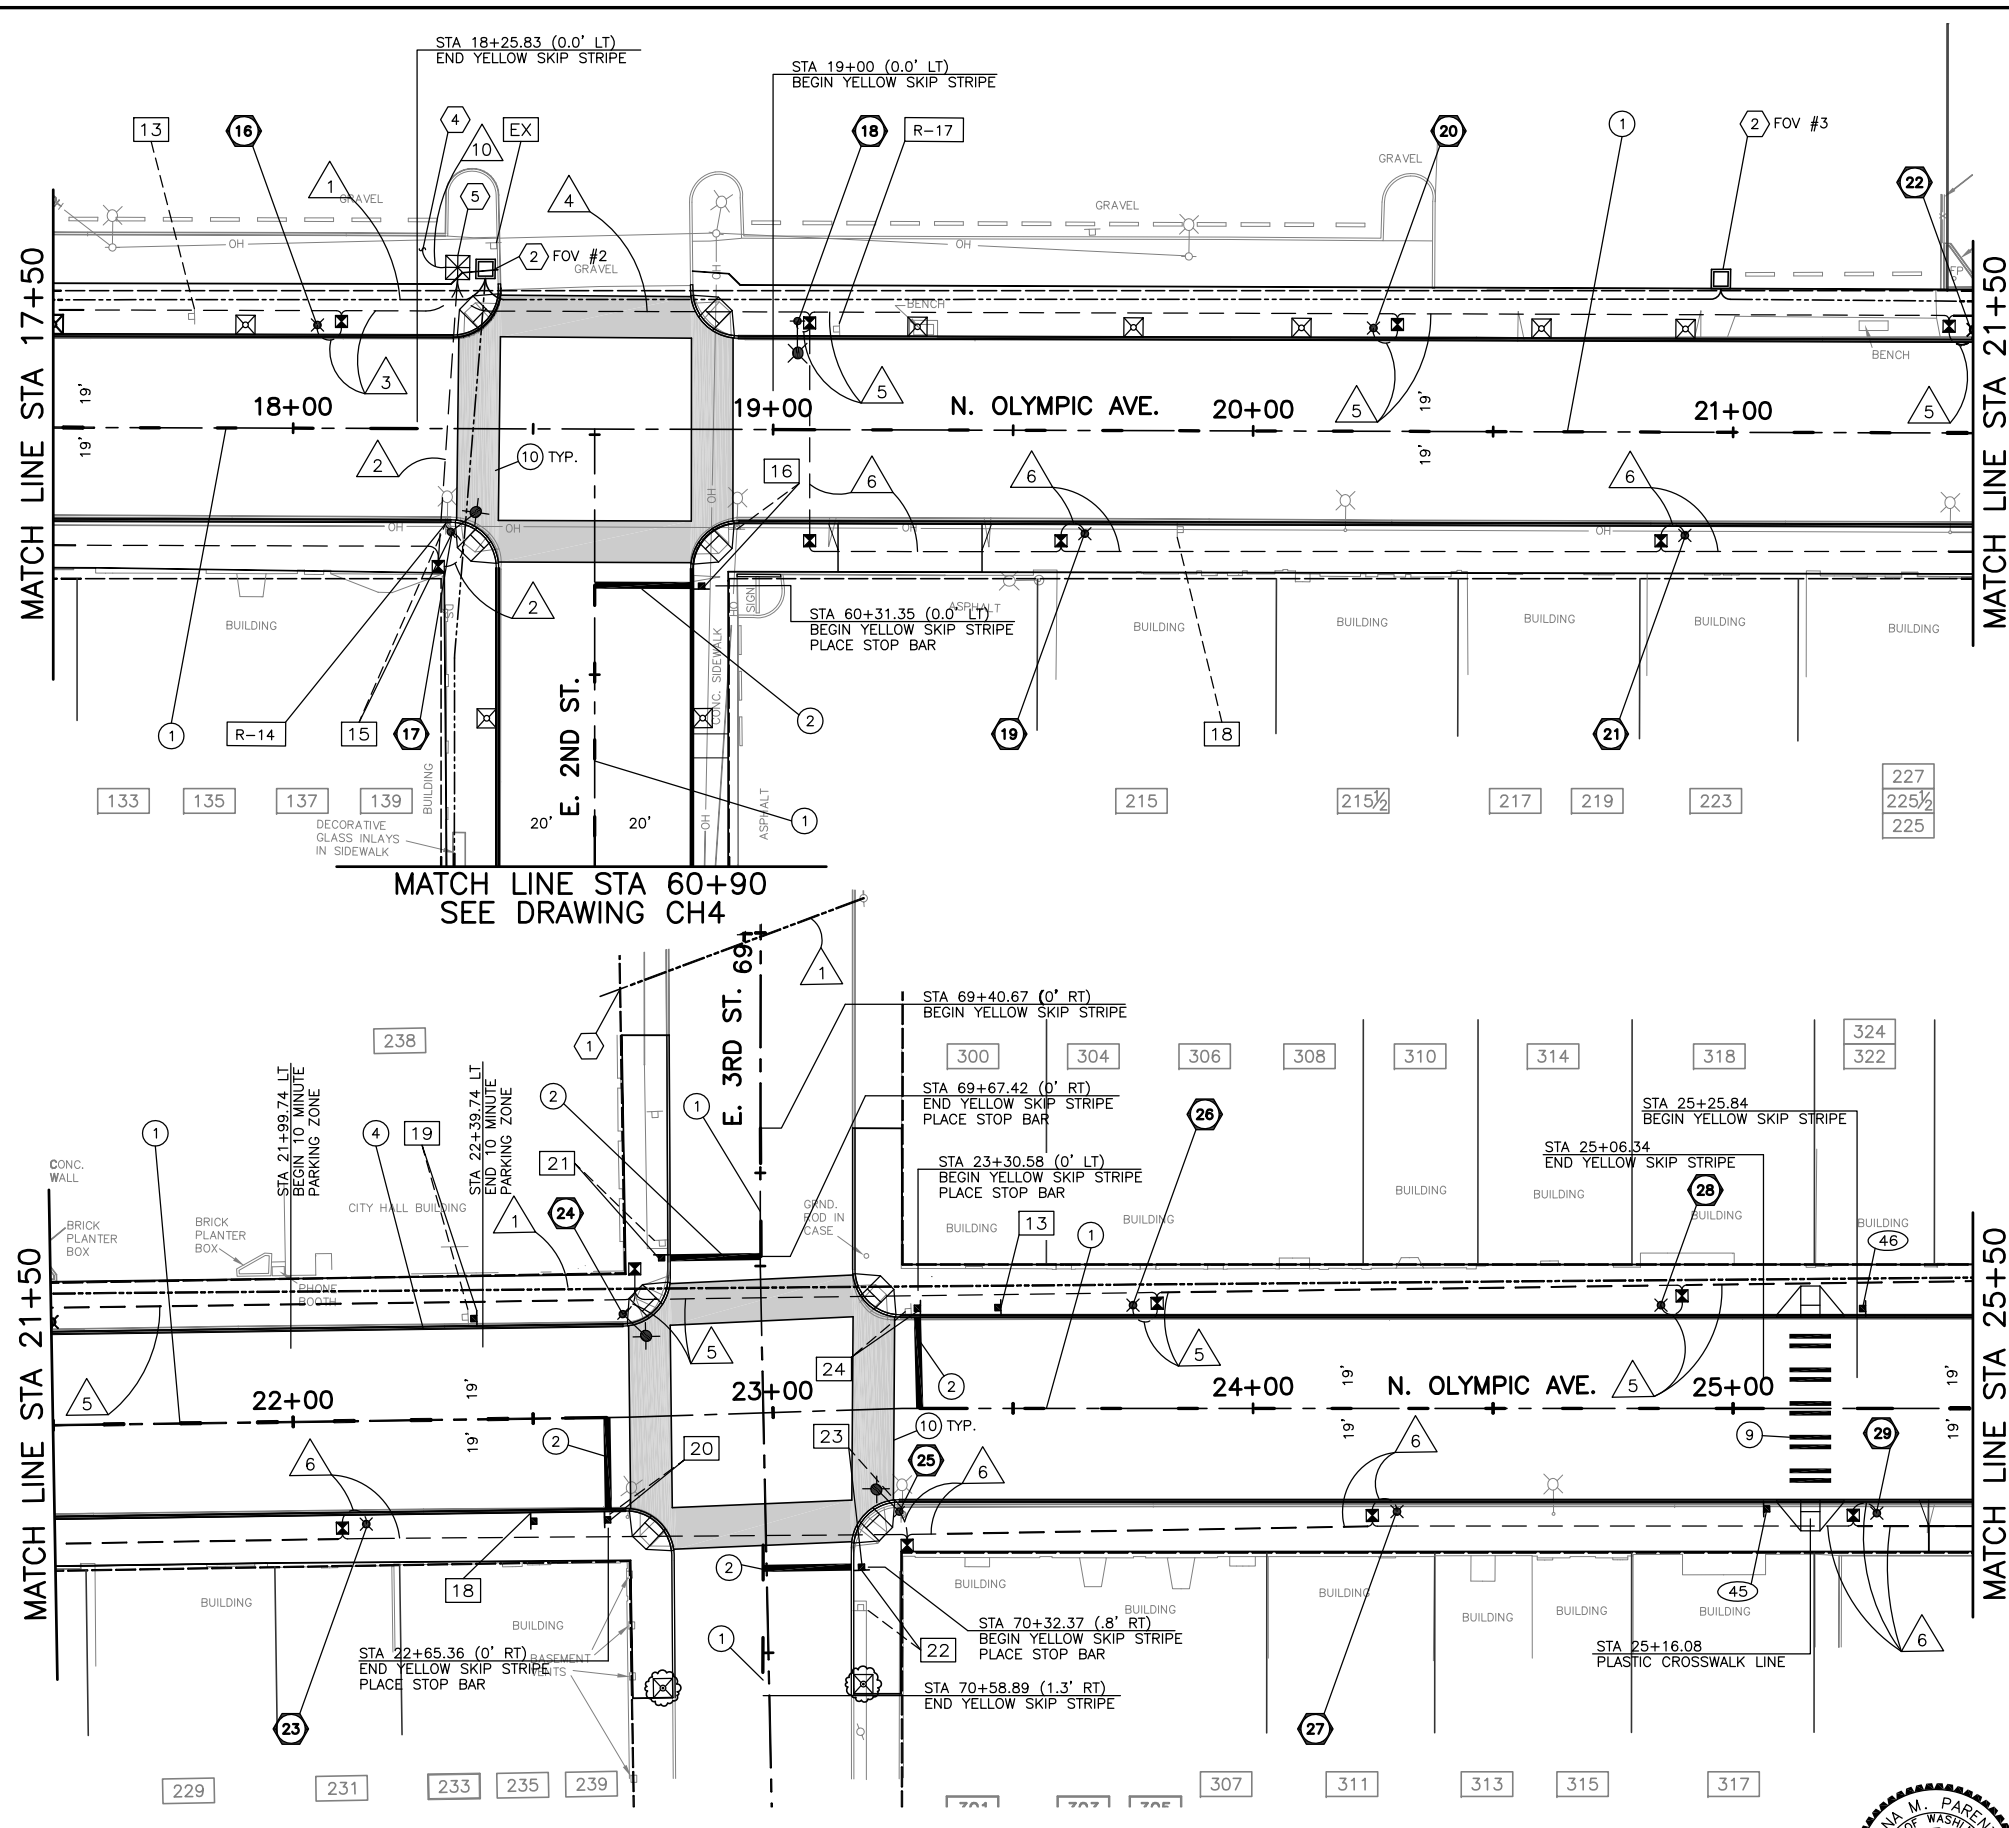 STA 18+25.83 (0.0' LT)
END YELLOW SKIP STRIPE
STA 19+00 (0.0' LT)
BEGIN YELLOW SKIP STRIPE
13
16
4
10
EX
18
R-17
20
1
2
FOV #3
22
GRAVEL
1
GRAVEL
5
4
GRAVEL
OH
2
FOV #2
GRAVEL
OH
OH
EP
BENCH
BENCH
MATCH LINE STA 17+50
MATCH LINE STA 21+50
19'
19'
3
5
5
5
18+00
19+00
N. OLYMPIC AVE.
20+00
21+00
19'
19'
2
10
TYP.
16
6
6
6
OH
OH
OH
OH
OH
2
BUILDING
SIGN
ASPHALT
STA 60+31.35 (0.0' LT)
BEGIN YELLOW SKIP STRIPE
PLACE STOP BAR
BUILDING
BUILDING
BUILDING
BUILDING
BUILDING
CONC. SIDEWALK
E. 2ND ST.
1
R-14
15
17
2
19
18
21
133
135
137
139
BUILDING
20'
20'
OH
ASPHALT
1
215
215½
217
219
223
227
225½
225
DECORATIVE
GLASS INLAYS
IN SIDEWALK
MATCH LINE STA 60+90
SEE DRAWING CH4
69
1
E. 3RD ST.
STA 69+40.67 (0' RT)
BEGIN YELLOW SKIP STRIPE
238
1
300
304
306
308
310
314
318
324
322
STA 21+99.74 LT
BEGIN 10 MINUTE
PARKING ZONE
STA 22+39.74 LT
END 10 MINUTE
PARKING ZONE
2
1
STA 69+67.42 (0' RT)
END YELLOW SKIP STRIPE
PLACE STOP BAR
26
STA 25+25.84
BEGIN YELLOW SKIP STRIPE
1
4
19
21
STA 25+06.34
END YELLOW SKIP STRIPE
STA 23+30.58 (0' LT)
BEGIN YELLOW SKIP STRIPE
PLACE STOP BAR
CONC.
WALL
BUILDING
BUILDING
28
CITY HALL BUILDING
1
24
GRND.
ROD IN
CASE
BUILDING
13
BUILDING
1
BUILDING
BUILDING
46
BRICK
PLANTER
BOX
BRICK
PLANTER
BOX
PHONE
BOOTH
MATCH LINE STA 21+50
MATCH LINE STA 25+50
5
5
24
5
5
2
22+00
19'
19'
23+00
24+00
19'
19'
N. OLYMPIC AVE.
25+00
19'
19'
10
TYP.
2
20
23
25
6
6
6
9
29
18
2
BUILDING
BUILDING
BUILDING
BUILDING
BUILDING
BUILDING
BUILDING
BUILDING
45
6
1
STA 70+32.37 (.8' RT)
BEGIN YELLOW SKIP STRIPE
PLACE STOP BAR
22
STA 22+65.36 (0' RT)
END YELLOW SKIP STRIPE
PLACE STOP BAR
BASEMENT
VENTS
STA 25+16.08
PLASTIC CROSSWALK LINE
STA 70+58.89 (1.3' RT)
END YELLOW SKIP STRIPE
23
27
229
231
233
235
239
301
303
305
307
311
313
315
317